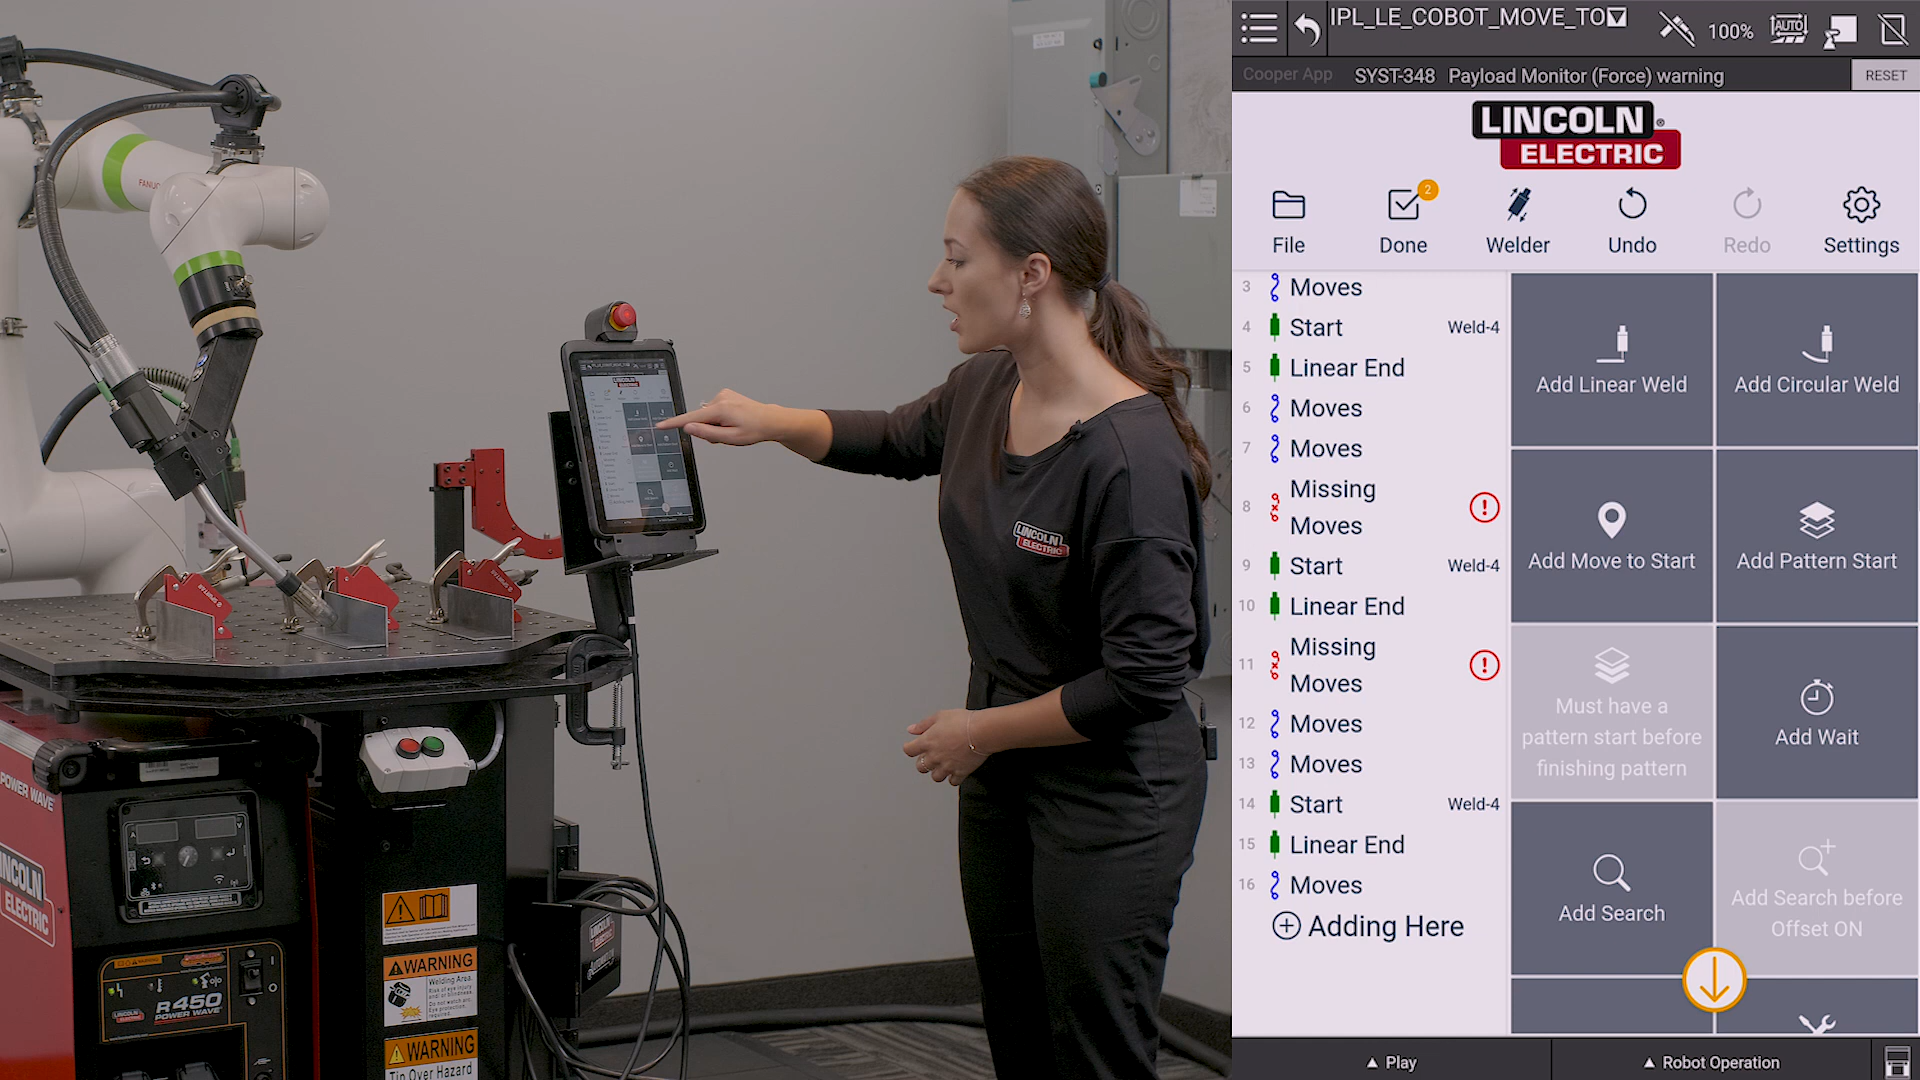 IPL_LE_COBOT_MOVE_TO
100%
AUTO
Cooper App
SYST-348 Payload Monitor (Force) warning
RESET
LINCOLN
ELECTRIC
2
File
Done
Welder
Undo
Redo
Settings
3 Moves
4 Start Weld-4
5 Linear End
6 Moves
7 Moves
8 Missing
Moves
9 Start Weld-4
10 Linear End
11 Missing
Moves
12 Moves
13 Moves
14 Start Weld-4
15 Linear End
16 Moves
Adding Here
Add Linear Weld
Add Circular Weld
Add Move to Start
Add Pattern Start
Must have a
pattern start before
finishing pattern
Add Wait
Add Search
Add Search before
Offset ON
Play
Robot Operation
LINCOLN
ELECTRIC
POWER WAVE
LINCOLN
ELECTRIC
R450
POWER WAVE
WARNING
Welding Area
WARNING
Tip Over Hazard